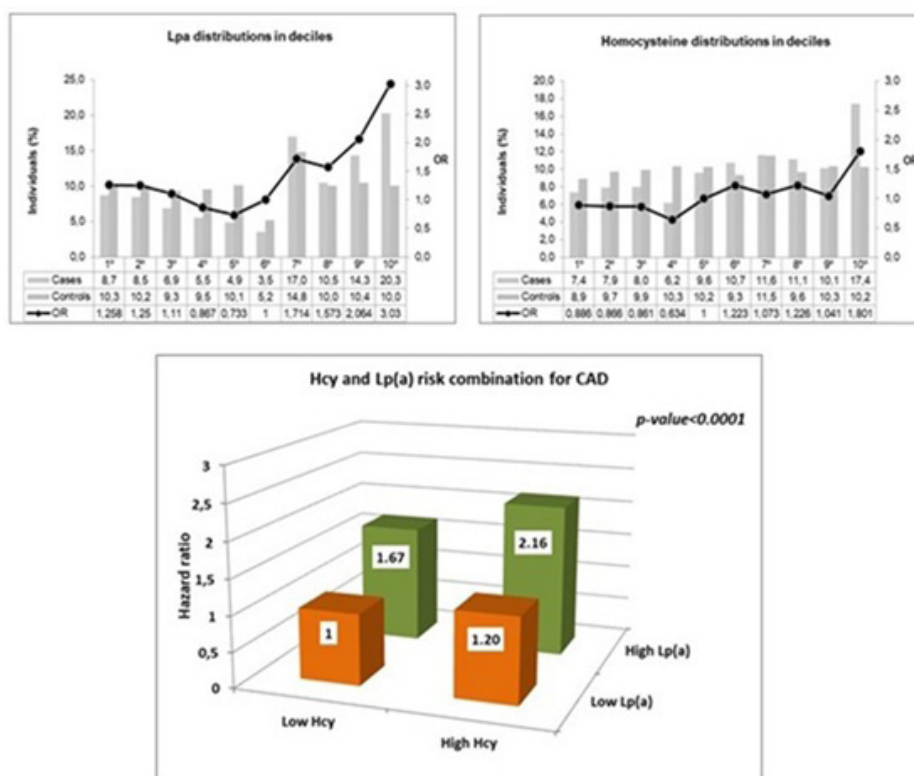 Lpa distributions in deciles
25,0
20,0
15,0
10,0
5,0
0,0
Individuals (%)
3,0
2,5
2,0
1,5
1,0
0,5
0,0
OR
1º 2º 3º 4º 5º 6º 7º 8º 9º 10º
Cases 8,7 8,5 6,9 5,5 4,9 3,5 17,0 10,5 14,3 20,3
Controls 10,3 10,2 9,3 9,5 10,1 5,2 14,8 10,0 10,4 10,0
OR 1,258 1,25 1,11 0,867 0,733 1 1,714 1,573 2,064 3,03
Homocysteine distributions in deciles
20,0
18,0
16,0
14,0
12,0
10,0
8,0
6,0
4,0
2,0
0,0
Individuals (%)
3,0
2,5
2,0
1,5
1,0
0,5
0,0
OR
1º 2º 3º 4º 5º 6º 7º 8º 9º 10º
Cases 7,4 7,9 8,0 6,2 9,6 10,7 11,6 11,1 10,1 17,4
Controls 8,9 9,7 9,9 10,3 10,2 9,3 11,5 9,6 10,3 10,2
OR 0,886 0,866 0,861 0,634 1 1,223 1,073 1,226 1,041 1,801
Hcy and Lp(a) risk combination for CAD
p-value<0.0001
Hazard ratio
3
2,5
2
1,5
1
0,5
0
1.67
2.16
1
1.20
High Lp(a)
Low Lp(a)
Low Hcy
High Hcy